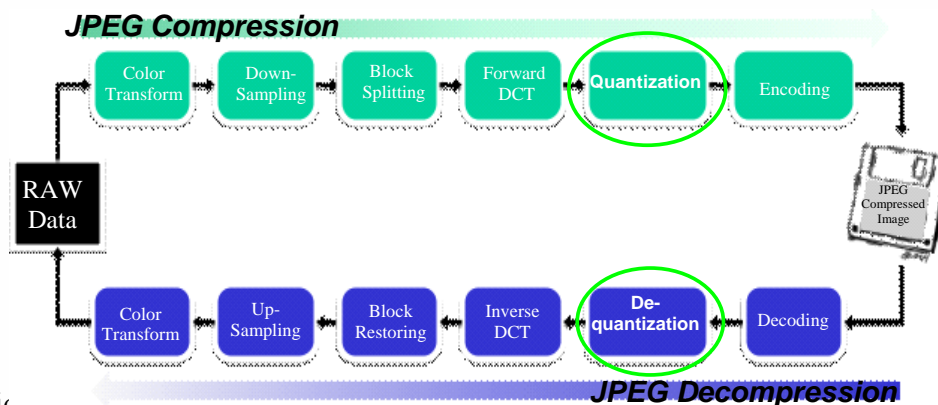 JPEG Compression
Color
Transform
Down-
Sampling
Block
Splitting
Forward
DCT
Quantization
Encoding
RAW
Data
JPEG
Compressed
Image
Color
Transform
Up-
Sampling
Block
Restoring
Inverse
DCT
De-
quantization
Decoding
JPEG Decompression